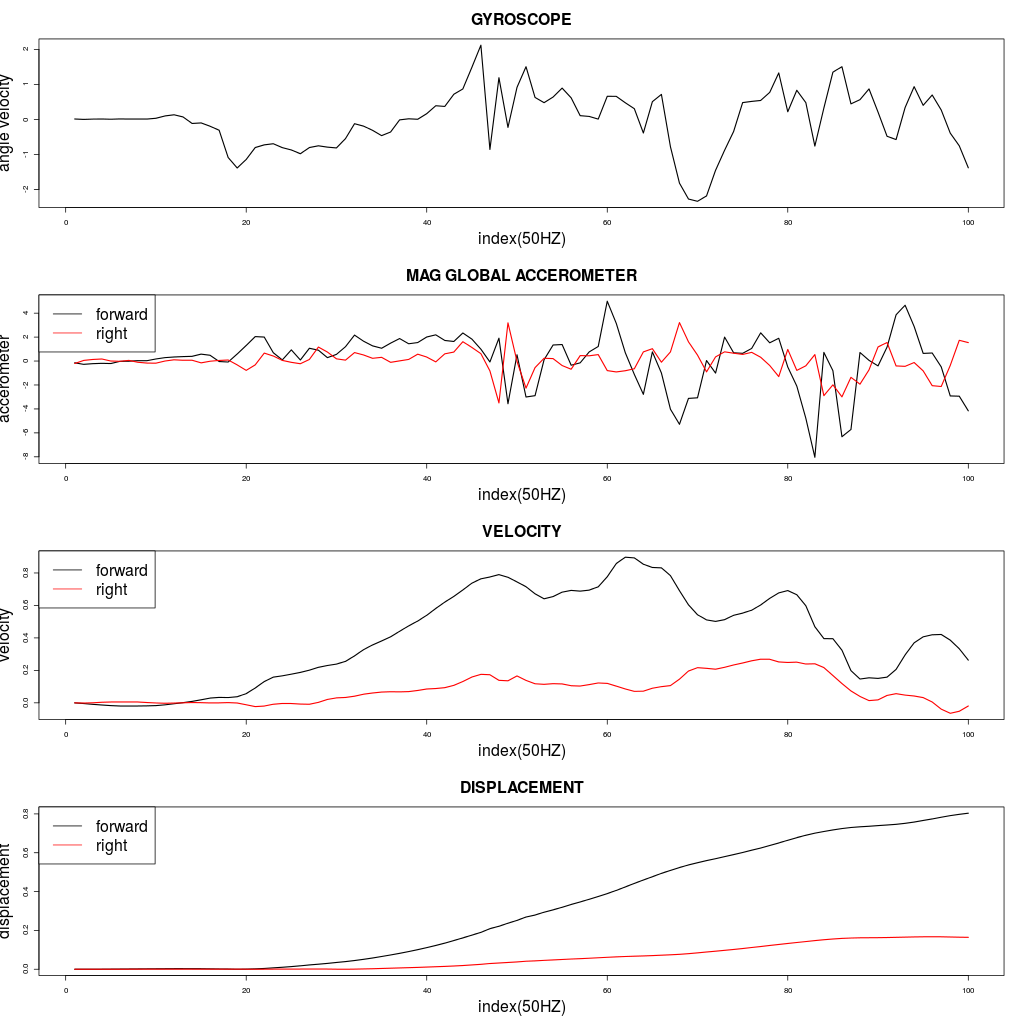 GYROSCOPE
angle velocity
2
1
0
-1
-2
0 20 40 60 80 100
index(50HZ)
MAG GLOBAL ACCEROMETER
accerometer
4
2
0
-2
-4
-6
-8
forward
right
0 20 40 60 80 100
index(50HZ)
VELOCITY
velocity
0.8
0.6
0.4
0.2
0.0
forward
right
0 20 40 60 80 100
index(50HZ)
DISPLACEMENT
displacement
0.8
0.6
0.4
0.2
0.0
forward
right
0 20 40 60 80 100
index(50HZ)